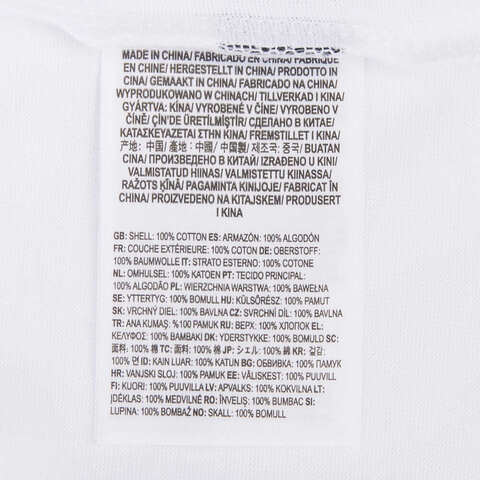 MADE IN CHINA/ FABRICADO EN CHINA/ FABRIQUE
EN CHINE/ HERGESTELLT IN CHINA/ PRODOTTO IN
CINA/ GEMAAKT IN CHINA/ FABRICADO NA CHINA/
WYPRODUKOWANO W CHINACH/ TILLVERKAD I KINA/
GYÁRTVA: KÍNA/ VYROBENÉ V ČÍNE/ VYROBENO V
ČÍNĚ/ ÇİN'DE ÜRETİLMİŞTİR/ СДЕЛАНО В КИТАЕ/
ΚΑΤΑΣΚΕΥΑΖΕΤΑΙ ΣΤΗΝ ΚΙΝΑ/ FREMSTILLET I KINA/
产地: 中国/ 產地: 中國/ 中国製/ 제조국: 중국/ BUATAN
CINA/ ПРОИЗВЕДЕНО В КИТАЙ/ IZRAĐENO U KINI/
VALMISTATUD HIINAS/ VALMISTETTU KIINASSA/
RAŽOTS ĶĪNĀ/ PAGAMINTA KINIJOJE/ FABRICAT ÎN
CHINA/ PROIZVEDENO NA KITAJSKEM/ PRODUSERT
I KINA
GB: SHELL: 100% COTTON ES: ARMAZÓN: 100% ALGODÓN
FR: COUCHE EXTÉRIEURE: 100% COTON DE: OBERSTOFF:
100% BAUMWOLLE IT: STRATO ESTERNO: 100% COTONE
NL: OMHULSEL: 100% KATOEN PT: TECIDO PRINCIPAL:
100% ALGODÃO PL: WIERZCHNIA WARSTWA: 100% BAWEŁNA
SE: YTTERTYG: 100% BOMULL HU: KÜLSŐRÉSZ: 100% PAMUT
SK: VRCHNÝ DIEL: 100% BAVLNA CZ: SVRCHNÍ DÍL: 100% BAVLNA
TR: ANA KUMAŞ: %100 PAMUK RU: ВЕРХ: 100% ХЛОПОК EL:
ΚΕΛΥΦΟΣ: 100% ΒΑΜΒΑΚΙ DK: YDERSTYKKE: 100% BOMULD SC:
面料: 100% 棉 TC: 面料: 100% 棉 JP: シェル: 100% 綿 KR: 겉감:
100% 면 ID: KAIN LUAR: 100% KATUN BG: ОБВИВКА: 100% ПАМУК
HR: VANJSKI SLOJ: 100% PAMUK EE: VÄLISKEST: 100% PUUVILL
FI: KUORI: 100% PUUVILLA LV: APVALKS: 100% KOKVILNA LT:
ĮDĖKLAS: 100% MEDVILNĖ RO: ÎNVELIŞ: 100% BUMBAC SI:
LUPINA: 100% BOMBAŽ NO: SKALL: 100% BOMULL